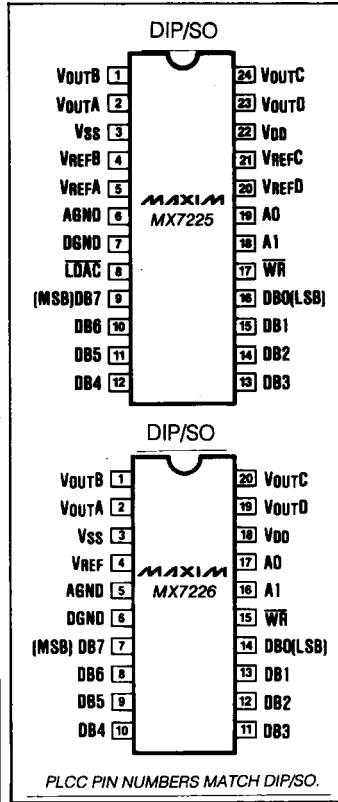 DIP/SO
VOUTB 1 24 VOUTC
VOUTA 2 23 VOUTD
VSS 3 22 VDD
VREFB 4 21 VREFC
VREFA 5 20 VREFD
MAXIM
AGND 6 19 A0
MX7225
DGND 7 18 A1
LDAC 8 17 WR
(MSB)DB7 9 16 DB0(LSB)
DB6 10 15 DB1
DB5 11 14 DB2
DB4 12 13 DB3
DIP/SO
VOUTB 1 20 VOUTC
VOUTA 2 19 VOUTD
VSS 3 18 VDD
VREF 4 17 A0
MAXIM
AGND 5 16 A1
MX7226
DGND 6 15 WR
(MSB) DB7 7 14 DB0(LSB)
DB6 8 13 DB1
DB5 9 12 DB2
DB4 10 11 DB3
PLCC PIN NUMBERS MATCH DIP/SO.